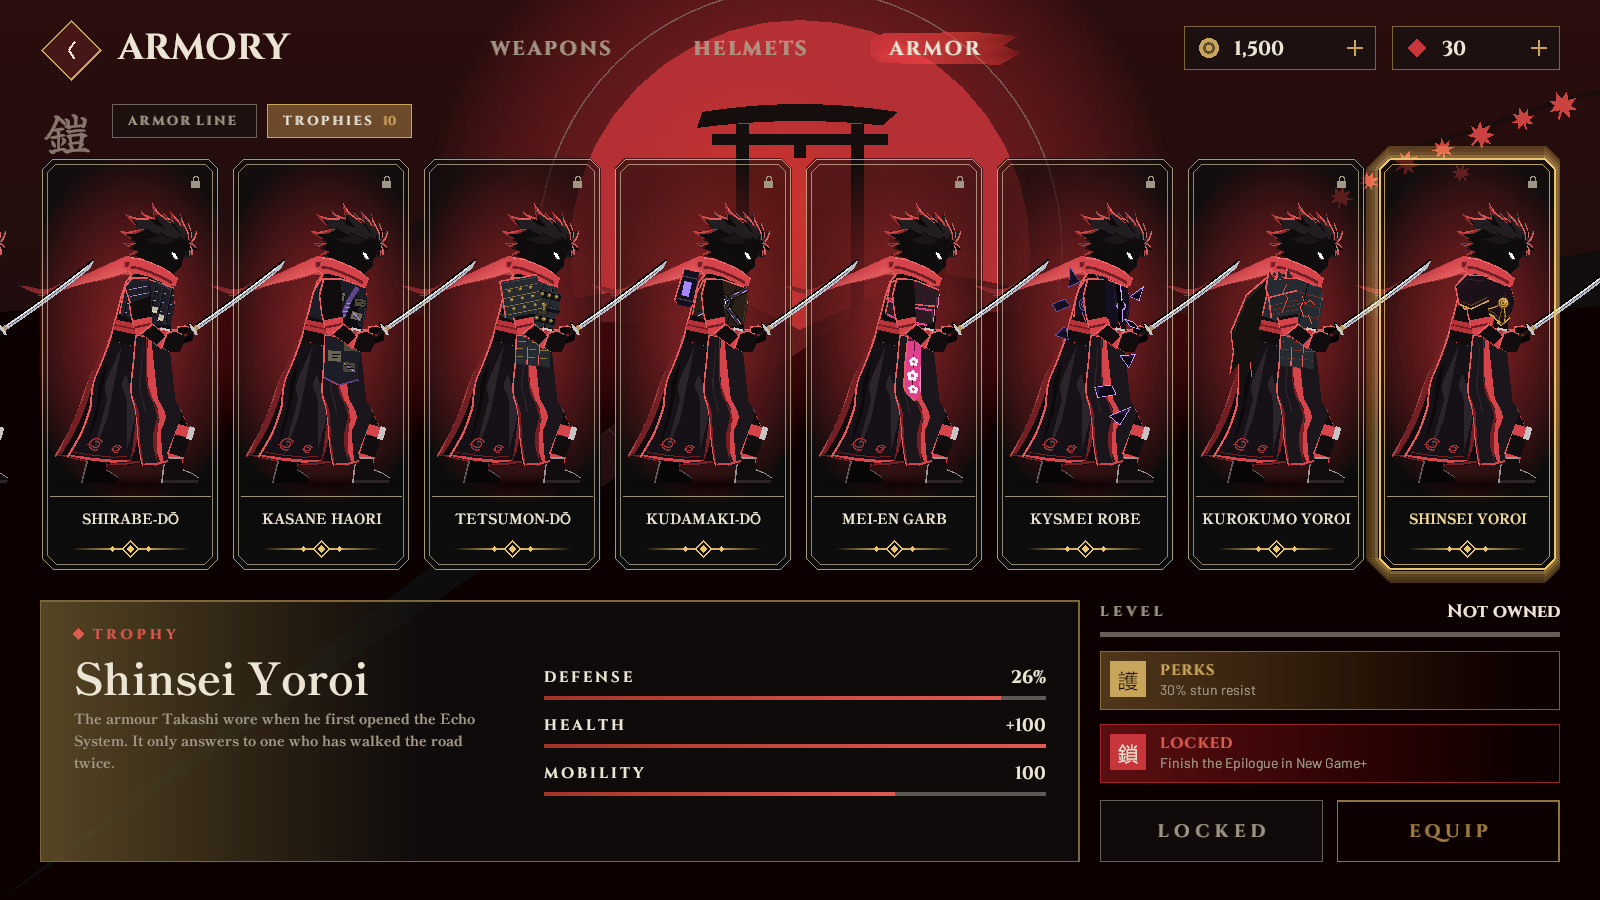 ARMORY
WEAPONS
HELMETS
ARMOR
1,500
30
鎧
ARMOR LINE
TROPHIES 10
SHIRABE-DŌ
KASANE HAORI
TETSUMON-DŌ
KUDAMAKI-DŌ
MEI-EN GARB
KYSMEI ROBE
KUROKUMO YOROI
SHINSEI YOROI
TROPHY
Shinsei Yoroi
The armour Takashi wore when he first opened the Echo
System. It only answers to one who has walked the road
twice.
DEFENSE 26%
HEALTH +100
MOBILITY 100
LEVEL NOT OWNED
護
PERKS
30% stun resist
鎖
LOCKED
Finish the Epilogue in New Game+
LOCKED
EQUIP